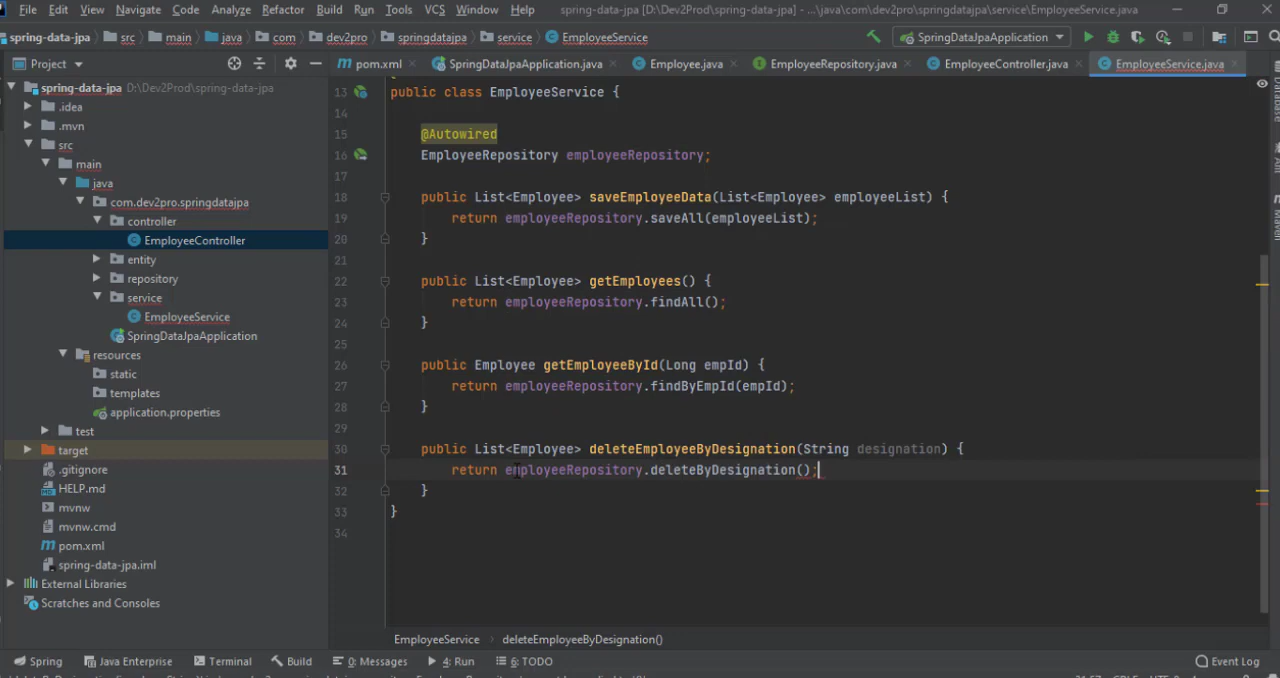 File Edit View Navigate Code Analyze Refactor Build Run Tools VCS Window Help spring-data-jpa [D:\Dev2Prod\spring-data-jpa] - ...\java\com\dev2pro\springdatajpa\service\EmployeeService.java
spring-data-jpa src main java com dev2pro springdatajpa service EmployeeService SpringDataJpaApplication
Project pom.xml SpringDataJpaApplication.java Employee.java EmployeeRepository.java EmployeeController.java EmployeeService.java
spring-data-jpa D:\Dev2Prod\spring-data-jpa
.idea
.mvn
src
main
java
com.dev2pro.springdatajpa
controller
EmployeeController
entity
repository
service
EmployeeService
SpringDataJpaApplication
resources
static
templates
application.properties
test
target
.gitignore
HELP.md
mvnw
mvnw.cmd
pom.xml
spring-data-jpa.iml
External Libraries
Scratches and Consoles
13 public class EmployeeService {
14
15 @Autowired
16 EmployeeRepository employeeRepository;
17
18 public List<Employee> saveEmployeeData(List<Employee> employeeList) {
19 return employeeRepository.saveAll(employeeList);
20 }
21
22 public List<Employee> getEmployees() {
23 return employeeRepository.findAll();
24 }
25
26 public Employee getEmployeeById(Long empId) {
27 return employeeRepository.findByEmpId(empId);
28 }
29
30 public List<Employee> deleteEmployeeByDesignation(String designation) {
31 return employeeRepository.deleteByDesignation();
32 }
33 }
34
Database
Maven
EmployeeService deleteEmployeeByDesignation()
Spring Java Enterprise Terminal Build 0: Messages 4: Run 6: TODO Event Log